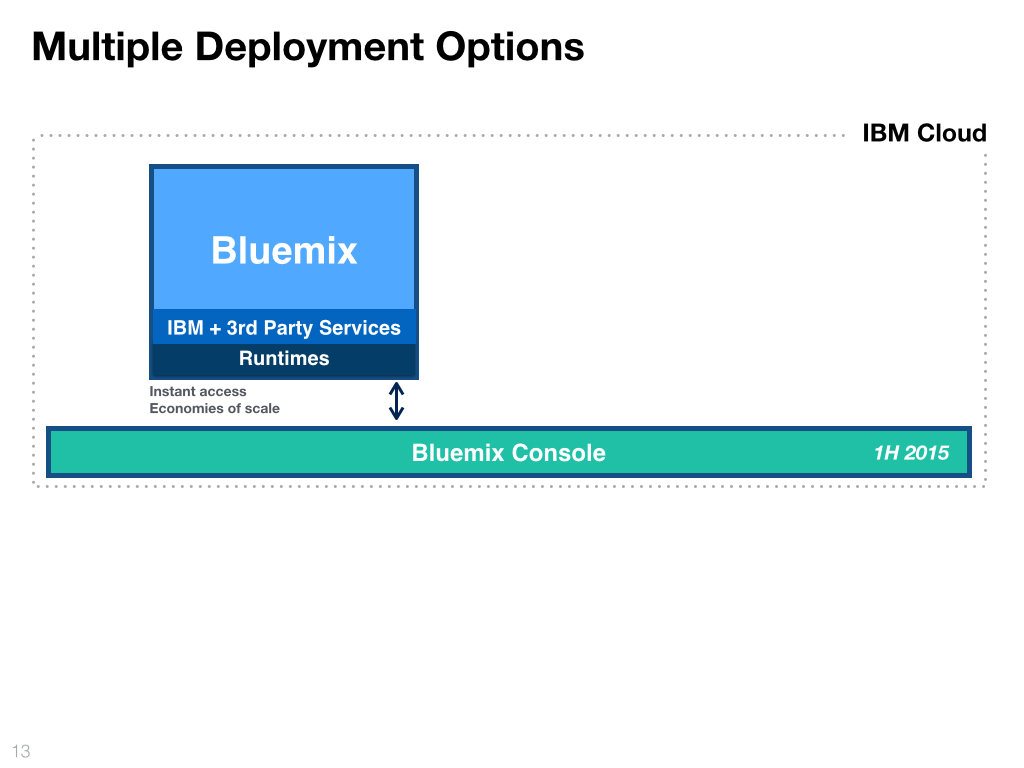 Multiple Deployment Options
IBM Cloud
Bluemix
IBM + 3rd Party Services
Runtimes
Instant access
Economies of scale
Bluemix Console
1H 2015
13